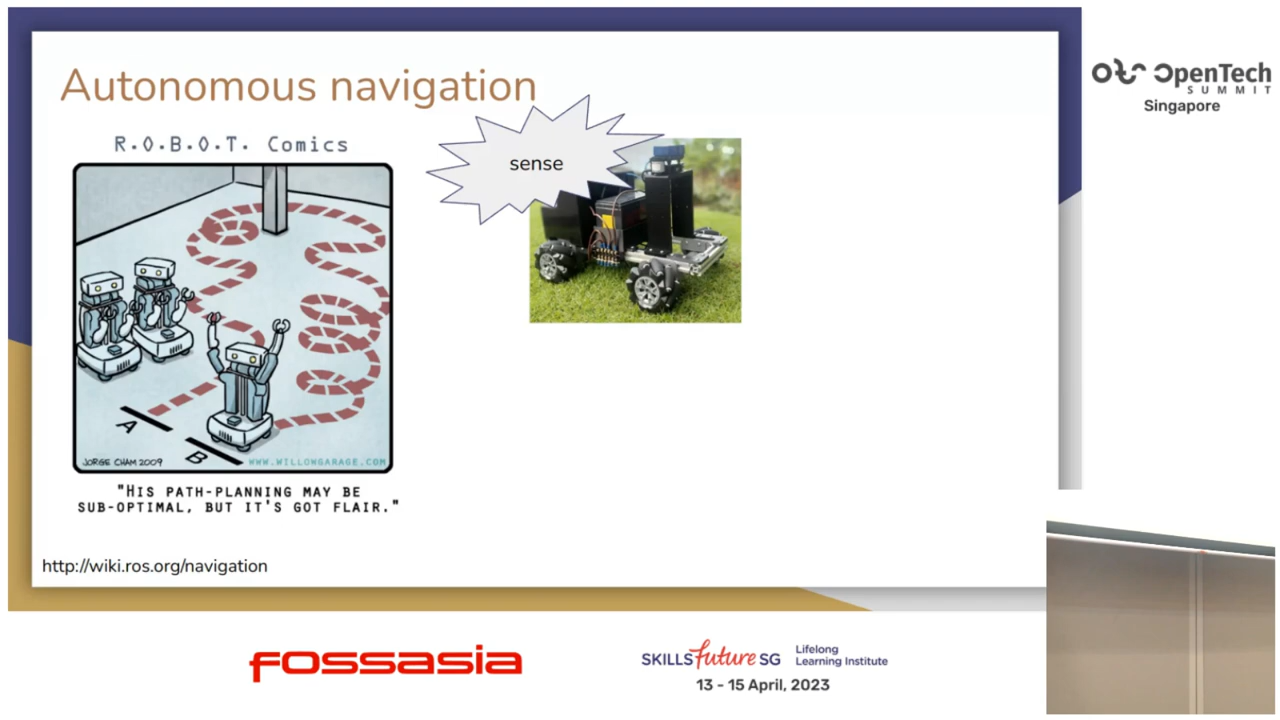 Autonomous navigation
R.O.B.O.T. Comics
sense
A
B
JORGE CHAM 2009
WWW.WILLOWGARAGE.COM
"HIS PATH-PLANNING MAY BE
SUB-OPTIMAL, BUT IT'S GOT FLAIR."
http://wiki.ros.org/navigation
OpenTech
SUMMIT
Singapore
FOSSASIA
SKILLSfuture SG
Lifelong
Learning Institute
13 - 15 April, 2023